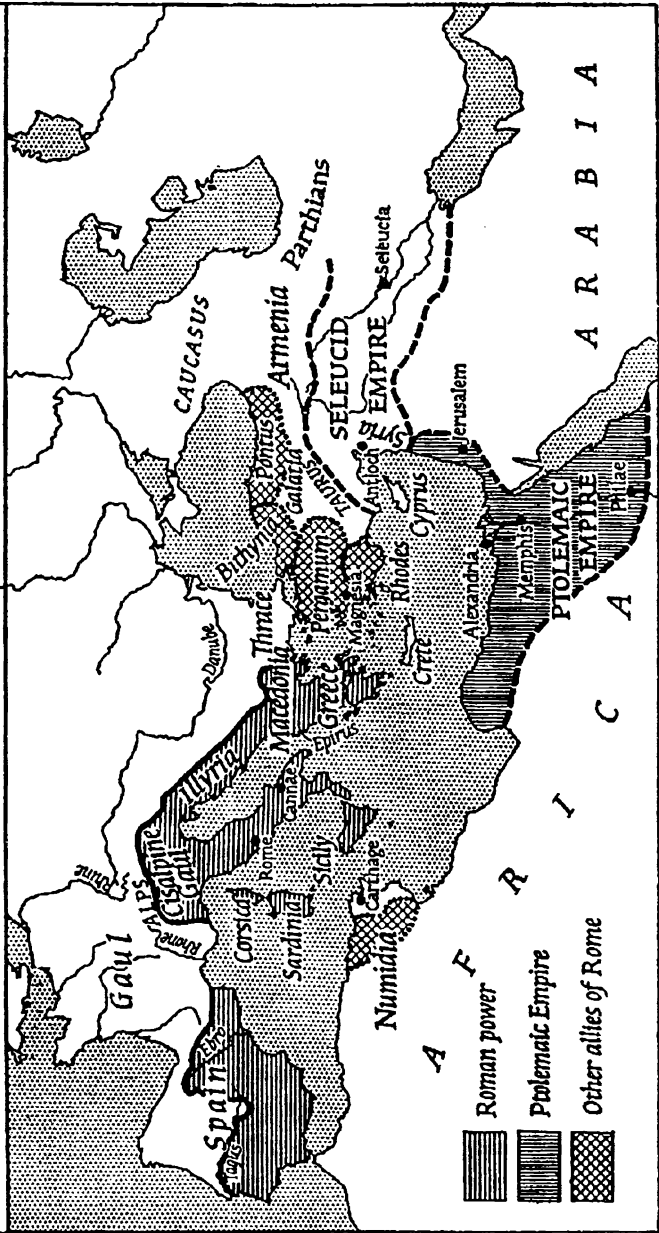 CAUCASUS
Rhine
ALPS
Gaul
Rhone
Cisalpine
Gaul
Danube
Illyria
Spain
Ebro
Tagus
Corsica
Sardinia
Rome
Cannae
Sicily
Carthage
Numidia
Macedonia
Thrace
Epirus
Greece
Bithynia
Pontus
Galatia
Pergamum
Magnesia
Rhodes
Crete
Cyprus
Armenia
Parthians
TAURUS
SELEUCID
EMPIRE
Antioch
Syria
Seleucia
Jerusalem
Alexandria
Memphis
PTOLEMAIC
EMPIRE
Philae
ARABIA
AFRICA
Roman power
Ptolemaic Empire
Other allies of Rome